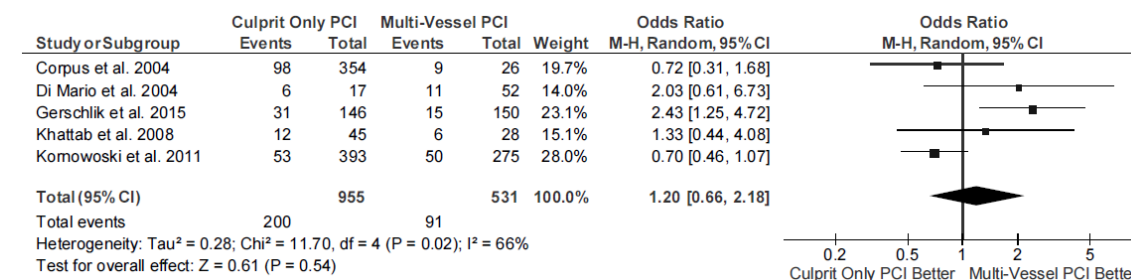 Culprit Only PCI Multi-Vessel PCI Odds Ratio Odds Ratio
Study or Subgroup Events Total Events Total Weight M-H, Random, 95% CI M-H, Random, 95% CI
Corpus et al. 2004 98 354 9 26 19.7% 0.72 [0.31, 1.68]
Di Mario et al. 2004 6 17 11 52 14.0% 2.03 [0.61, 6.73]
Gerschlik et al. 2015 31 146 15 150 23.1% 2.43 [1.25, 4.72]
Khattab et al. 2008 12 45 6 28 15.1% 1.33 [0.44, 4.08]
Kornowoski et al. 2011 53 393 50 275 28.0% 0.70 [0.46, 1.07]
Total (95% CI) 955 531 100.0% 1.20 [0.66, 2.18]
Total events 200 91
Heterogeneity: Tau² = 0.28; Chi² = 11.70, df = 4 (P = 0.02); I² = 66%
Test for overall effect: Z = 0.61 (P = 0.54)
0.2 0.5 1 2 5
Culprit Only PCI Better Multi-Vessel PCI Bette